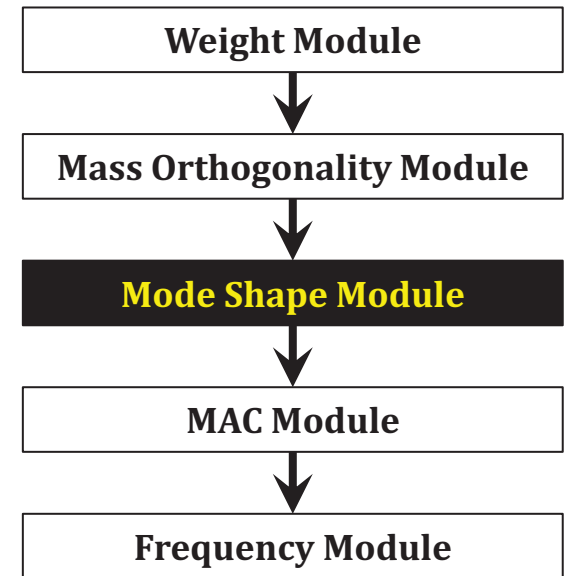 Weight Module
Mass Orthogonality Module
Mode Shape Module
MAC Module
Frequency Module